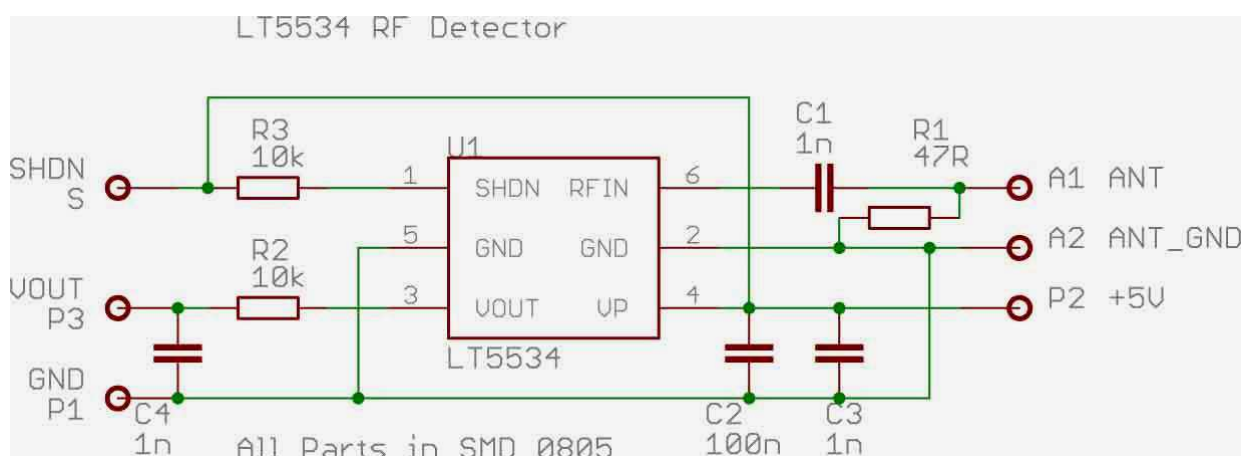 LT5534 RF Detector
C1
1n
R1
47R
R3
10k
U1
SHDN
S
1
SHDN
RFIN
6
A1 ANT
5
GND
GND
2
A2 ANT_GND
R2
10k
VOUT
P3
3
VOUT
VP
4
P2 +5V
LT5534
GND
P1
C4
1n
C2
100n
C3
1n
All Parts in SMD 0805